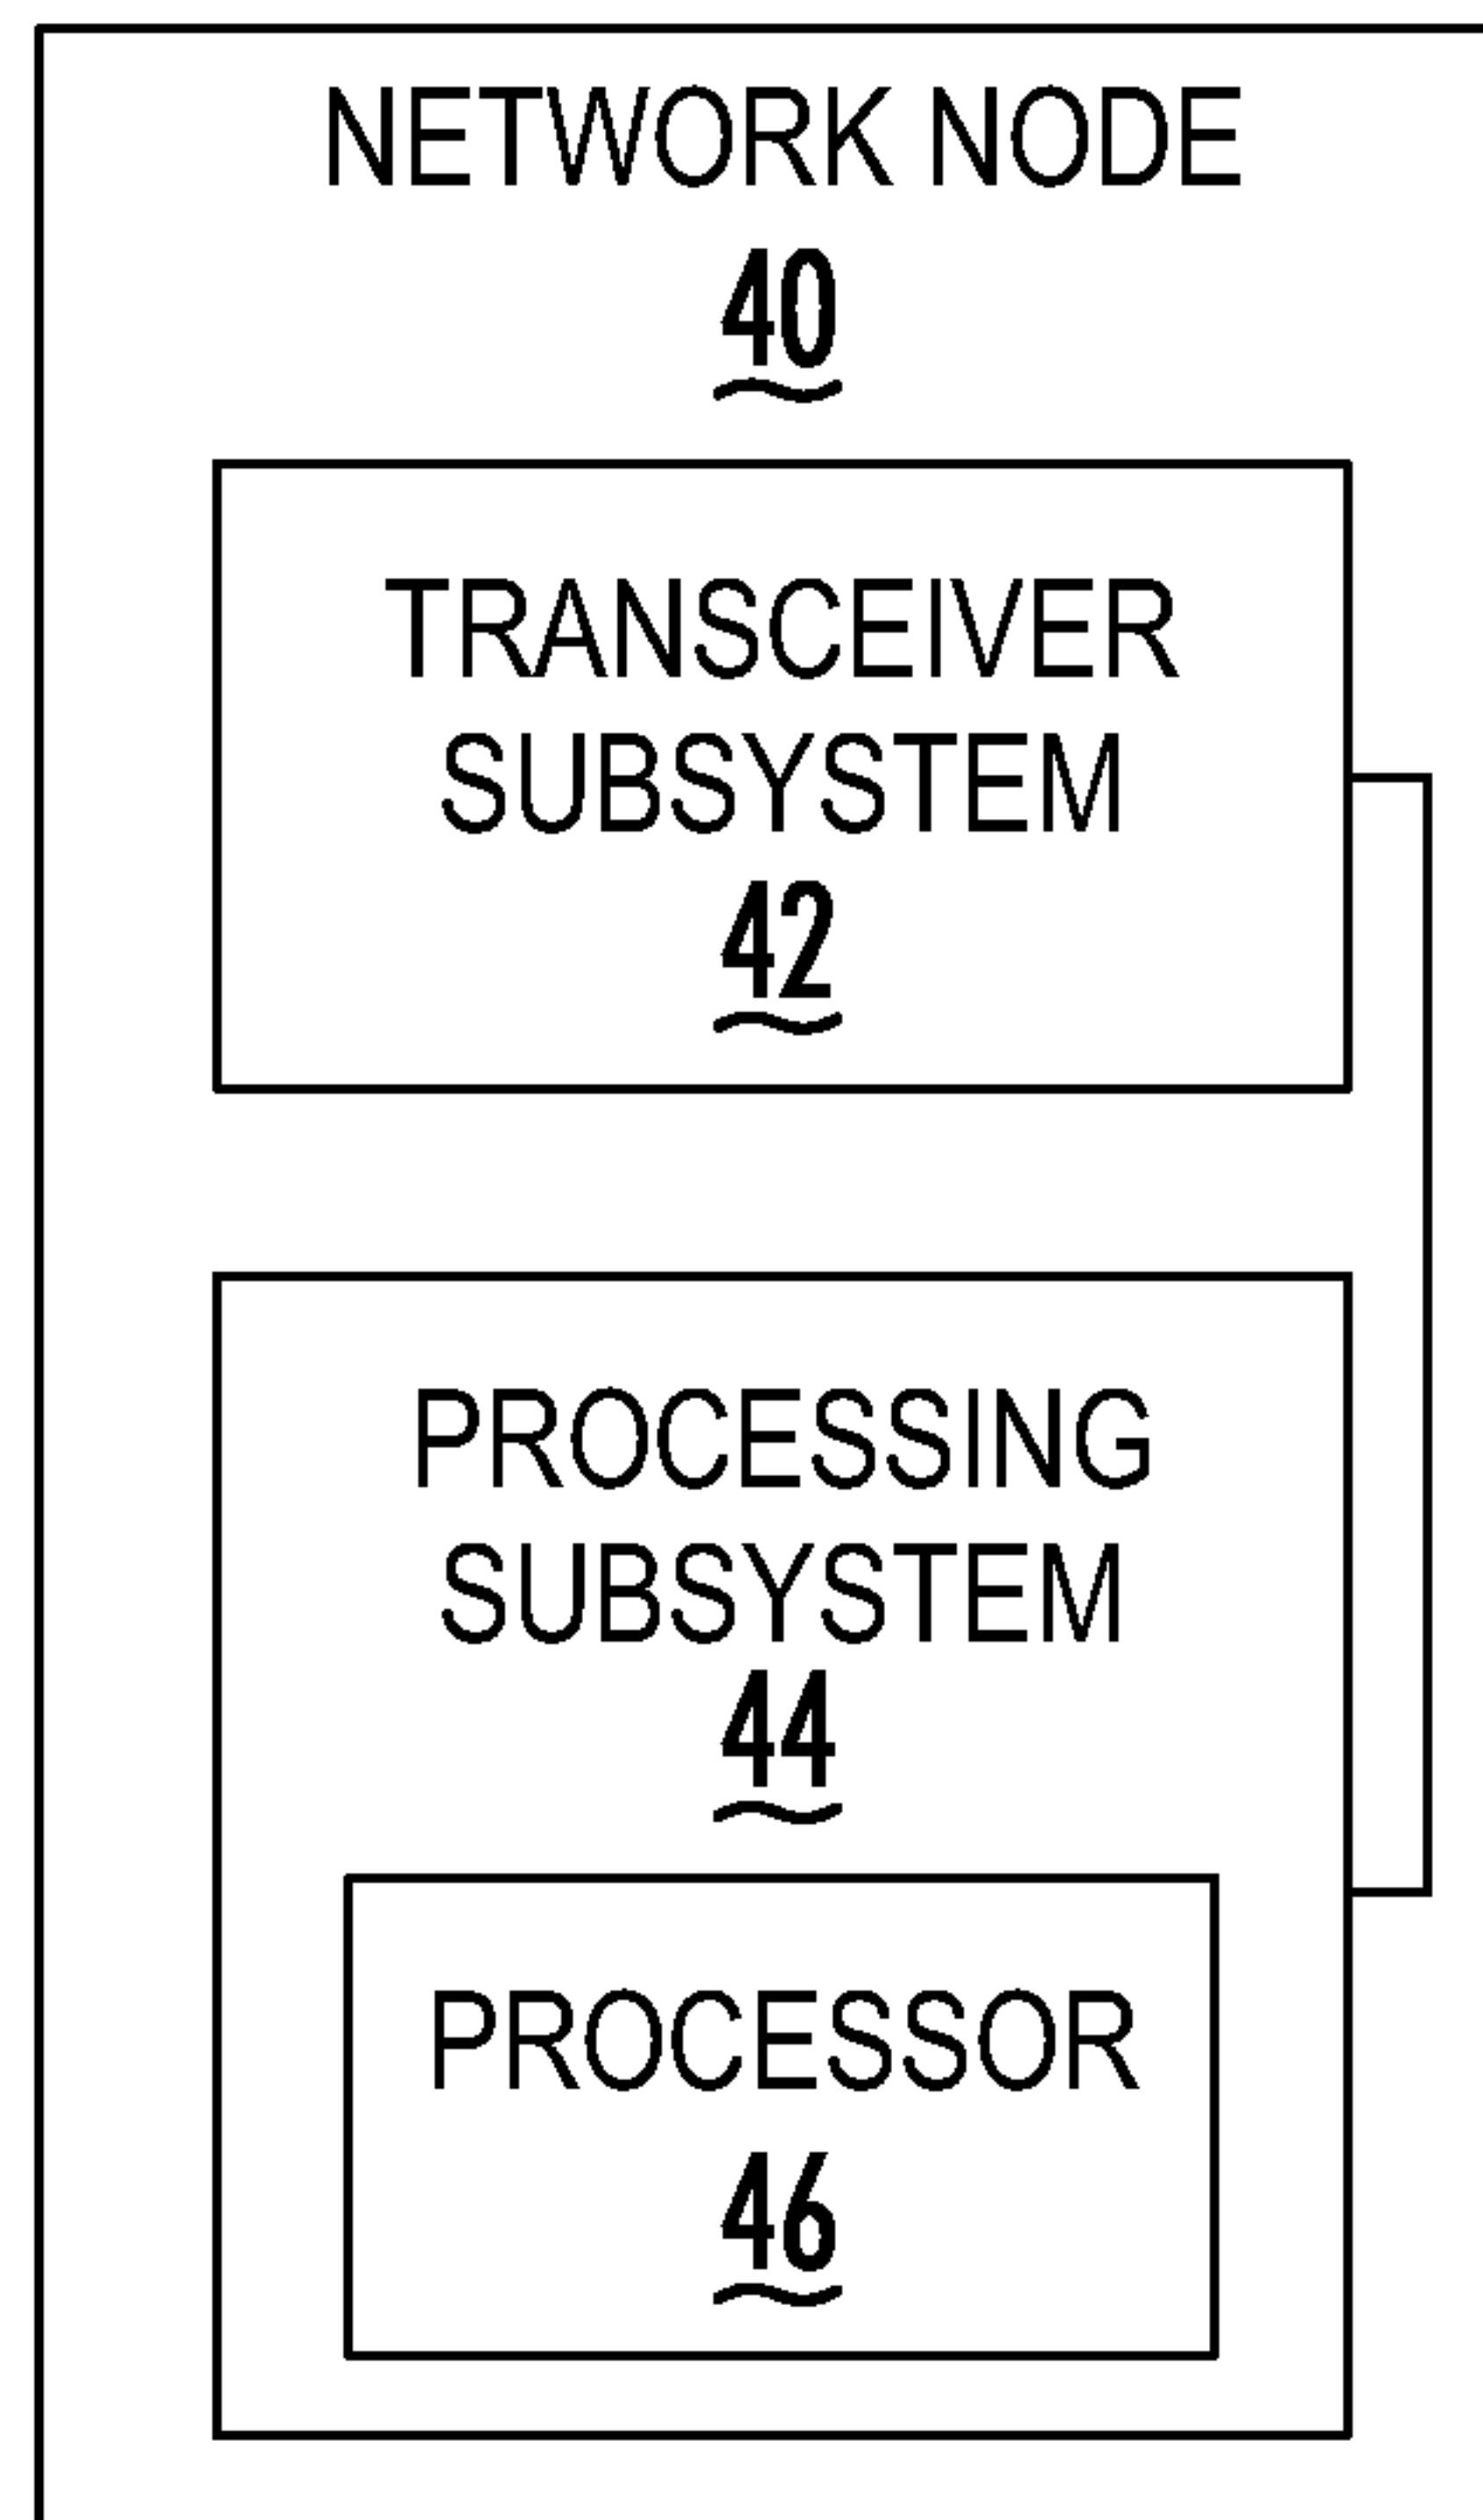 NETWORK NODE
40
TRANSCEIVER
SUBSYSTEM
42
PROCESSING
SUBSYSTEM
44
PROCESSOR
46